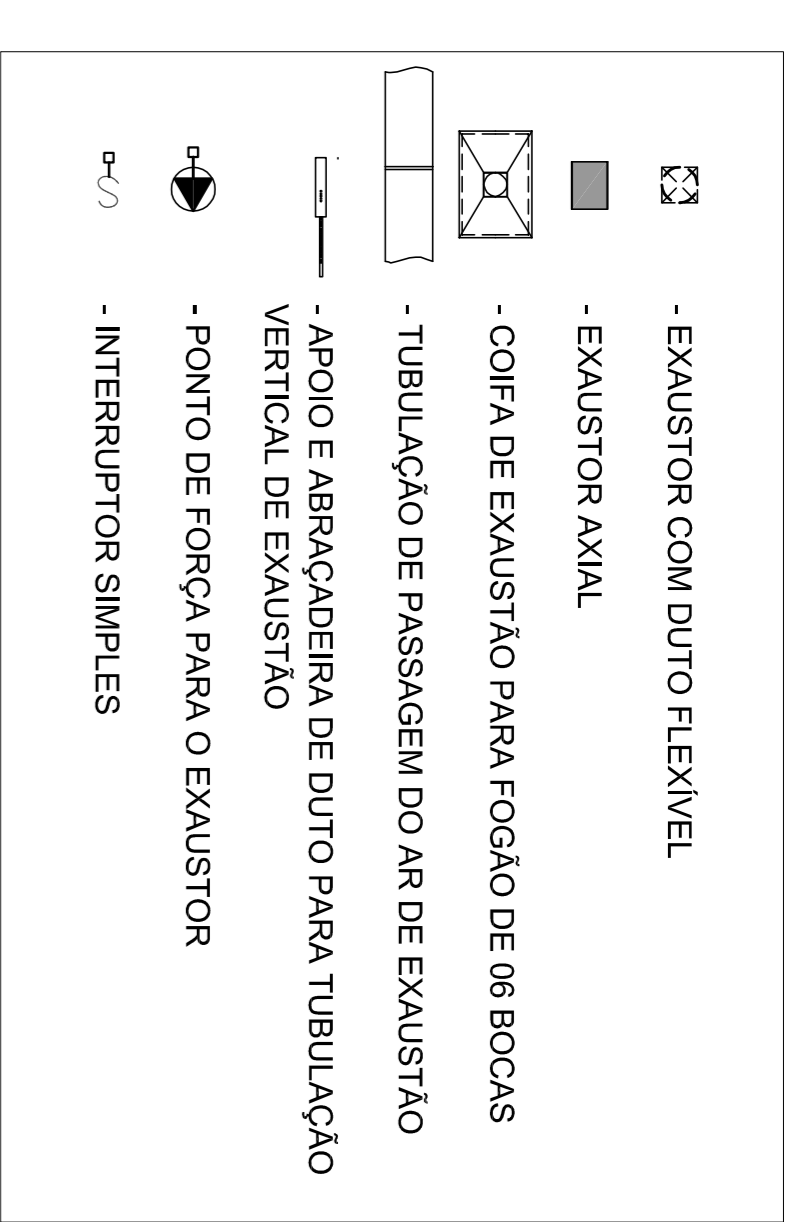 - EXAUSTOR COM DUTO FLEXÍVEL
- EXAUSTOR AXIAL
- COIFA DE EXAUSTÃO PARA FOGÃO DE 06 BOCAS
- TUBULAÇÃO DE PASSAGEM DO AR DE EXAUSTÃO
- APOIO E ABRAÇADEIRA DE DUTO PARA TUBULAÇÃO
VERTICAL DE EXAUSTÃO
- PONTO DE FORÇA PARA O EXAUSTOR
S - INTERRUPTOR SIMPLES